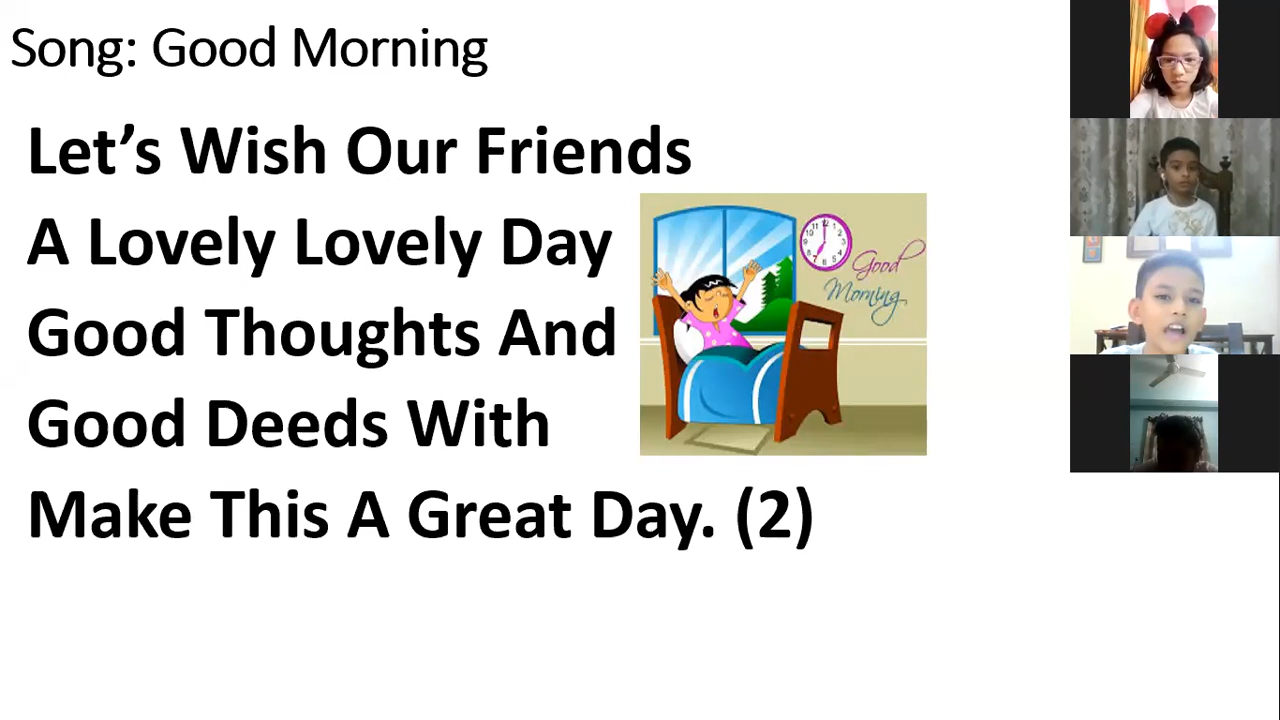 Song: Good Morning
Let’s Wish Our Friends
A Lovely Lovely Day
Good Thoughts And
Good Deeds With
Make This A Great Day. (2)
Good
Morning